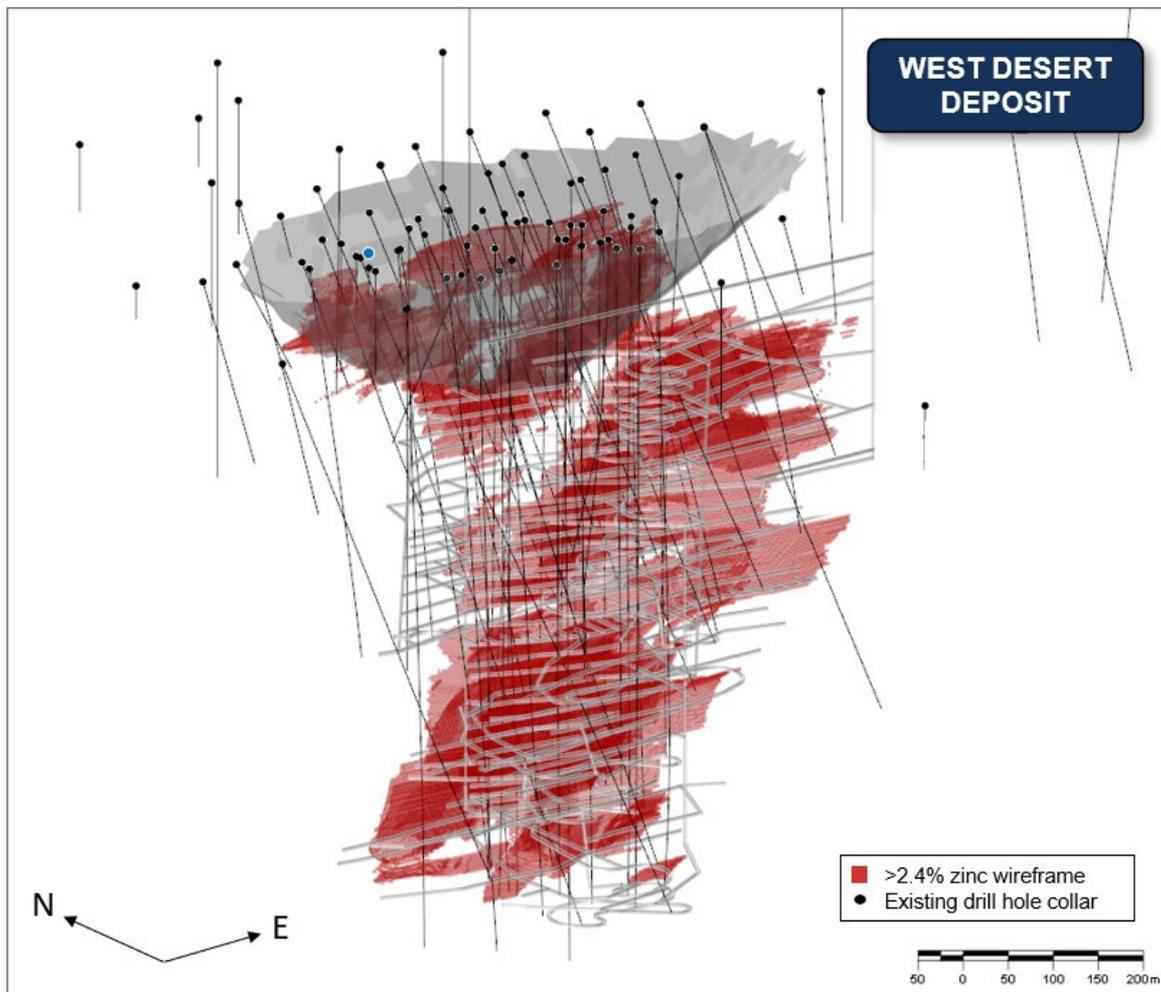 WEST DESERT
DEPOSIT
>2.4% zinc wireframe
Existing drill hole collar
N
E
50 0 50 100 150 200m